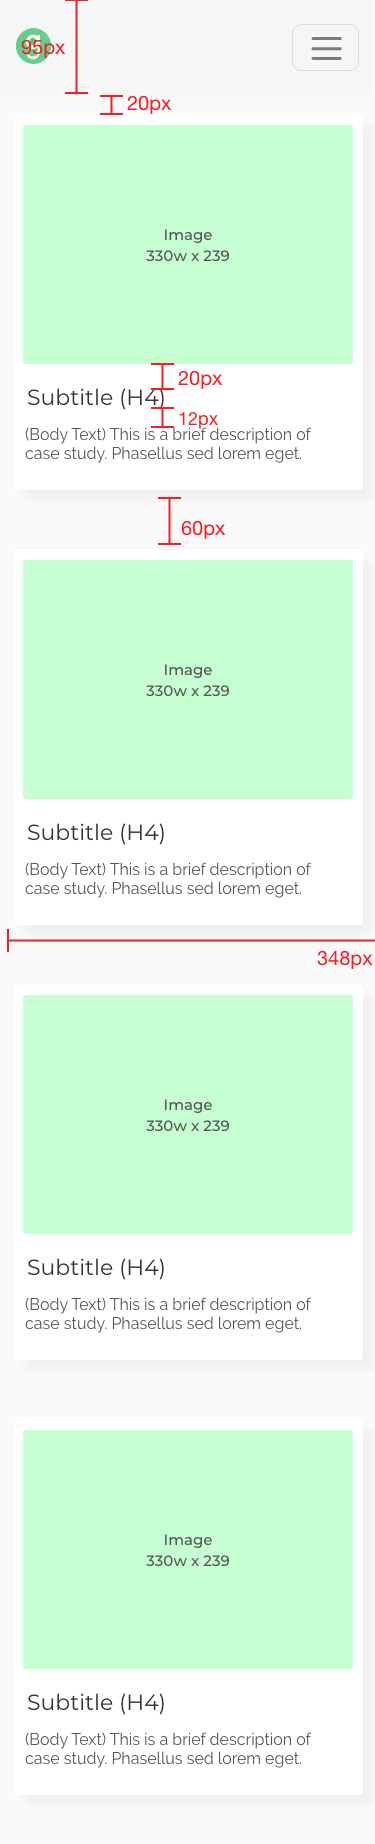 g
95px
20px
Image
330w x 239
20px
Subtitle (H4)
12px
(Body Text) This is a brief description of
case study. Phasellus sed lorem eget.
60px
Image
330w x 239
Subtitle (H4)
(Body Text) This is a brief description of
case study. Phasellus sed lorem eget.
348px
Image
330w x 239
Subtitle (H4)
(Body Text) This is a brief description of
case study. Phasellus sed lorem eget.
Image
330w x 239
Subtitle (H4)
(Body Text) This is a brief description of
case study. Phasellus sed lorem eget.